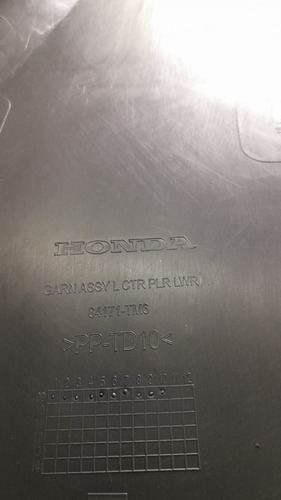 HONDA
GARN ASSY L CTR PLR LWR
84171-TM6
>PP-TD10<
1 2 3 4 5 6 7 8 9 10 11 12